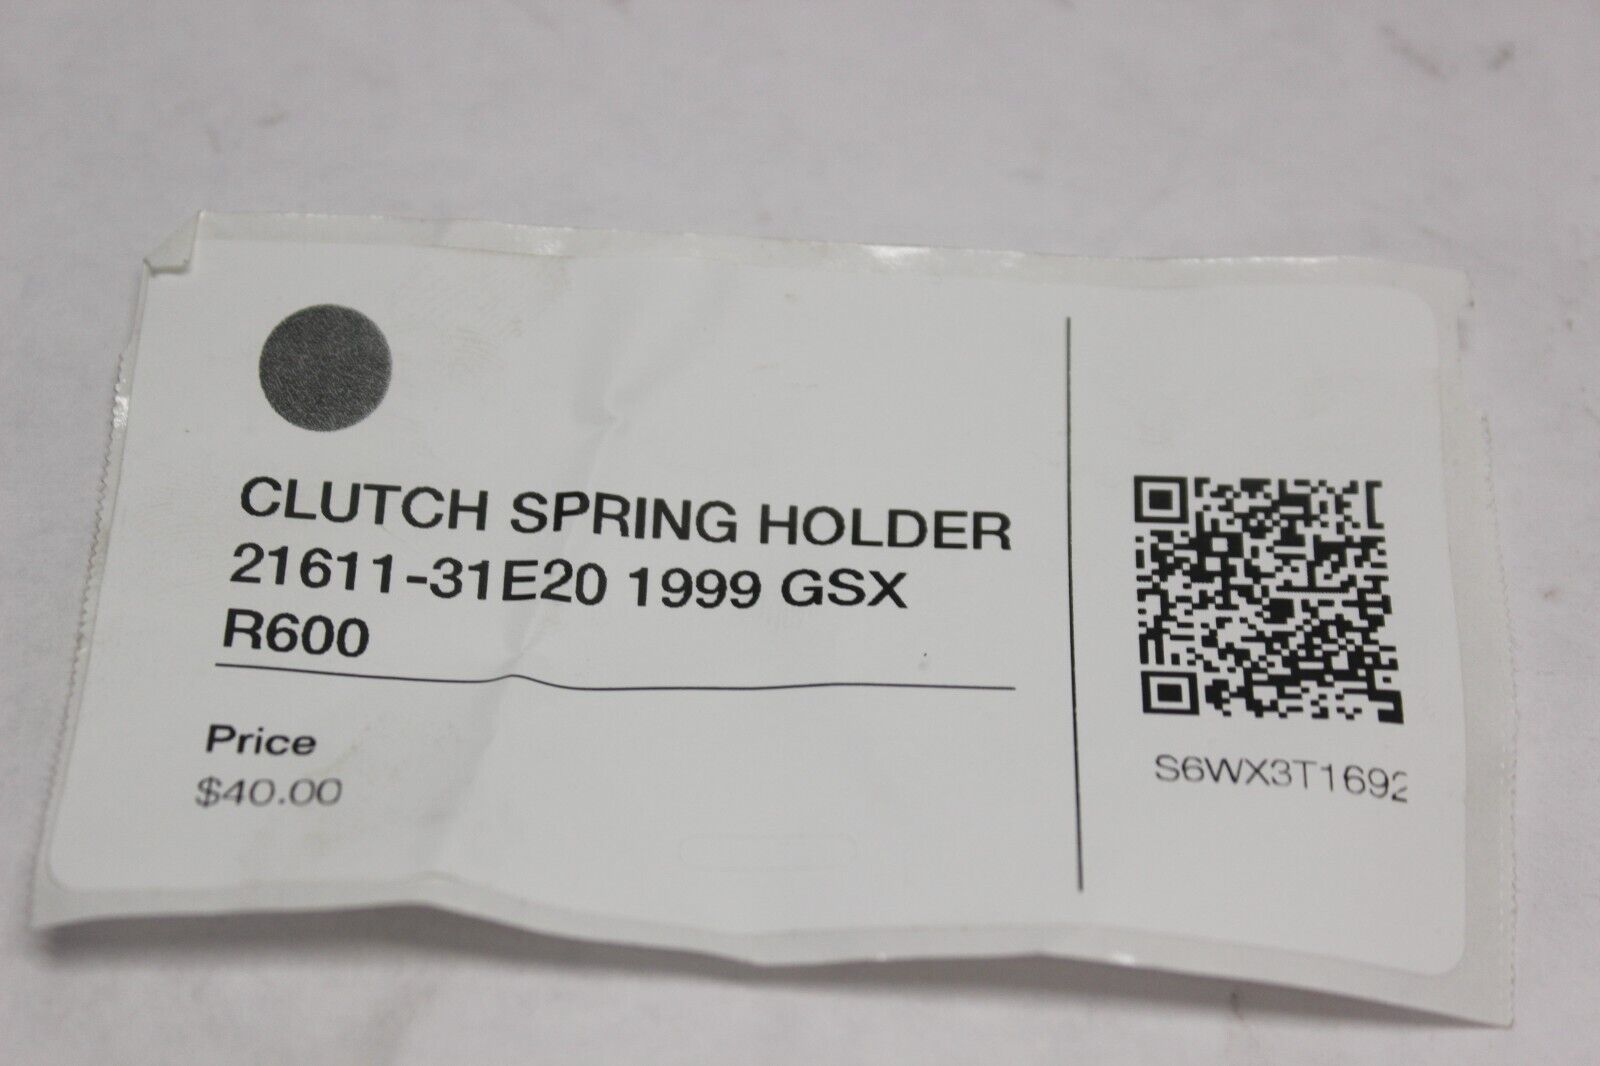 CLUTCH SPRING HOLDER
21611-31E20 1999 GSX
R600
Price
$40.00
S6WX3T1692